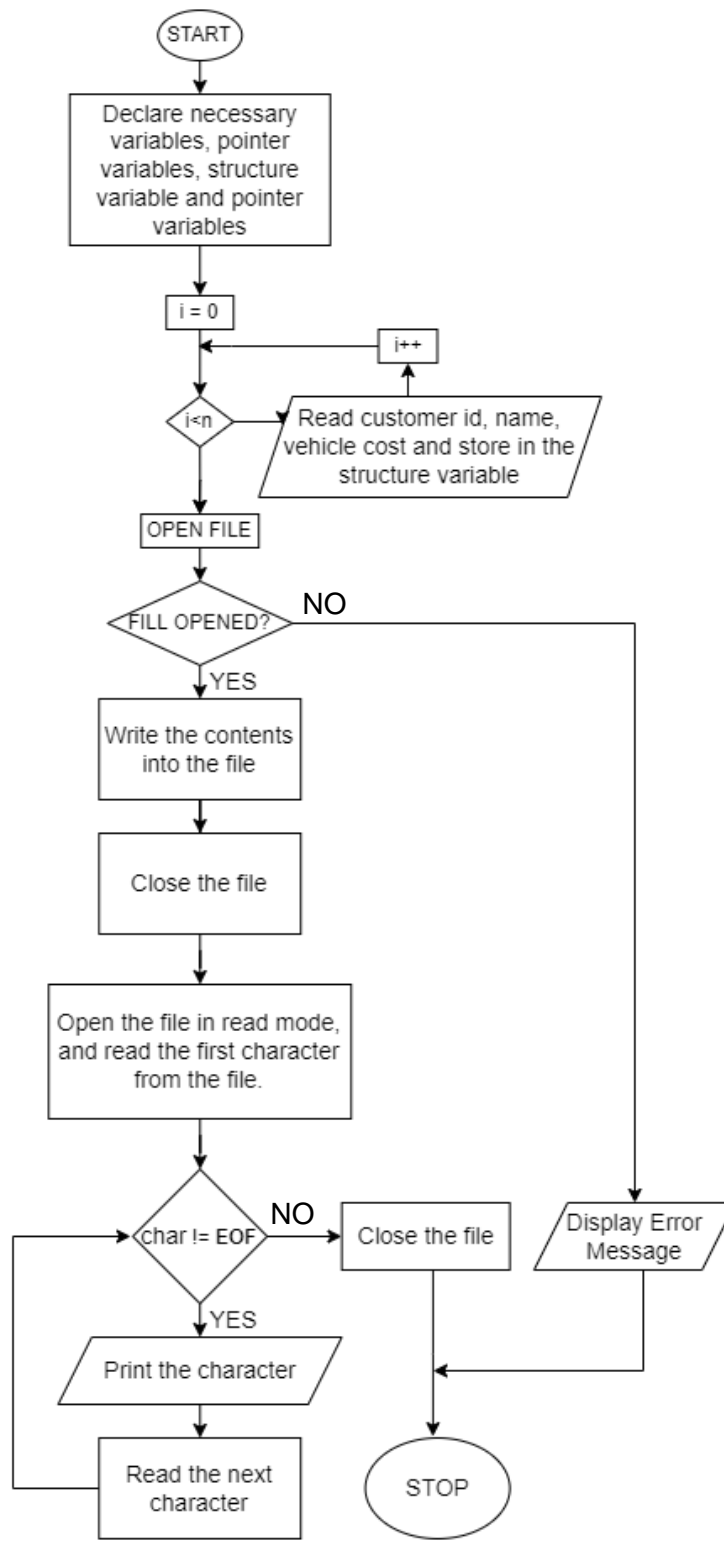 START
Declare necessary
variables, pointer
variables, structure
variable and pointer
variables
i = 0
i++
i<n
Read customer id, name,
vehicle cost and store in the
structure variable
OPEN FILE
FILL OPENED?
NO
YES
Write the contents
into the file
Close the file
Open the file in read mode,
and read the first character
from the file.
char != EOF
NO
Close the file
Display Error
Message
YES
Print the character
Read the next
character
STOP